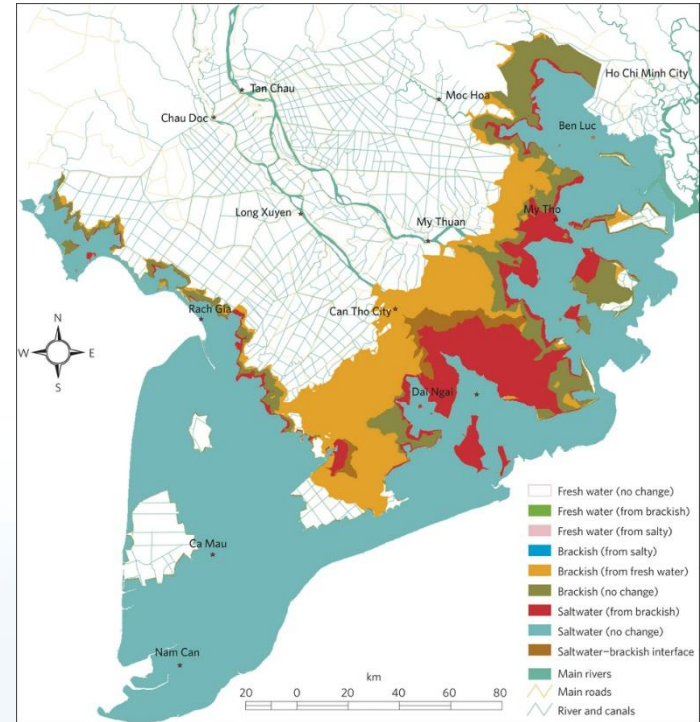 Ho Chi Minh City
Tan Chau
Moc Hoa
Chau Doc
Ben Luc
Long Xuyen
My Tho
My Thuan
Rach Gia
Can Tho City
N
W E
S
Dai Ngai
Ca Mau
Nam Can
Fresh water (no change)
Fresh water (from brackish)
Fresh water (from salty)
Brackish (from salty)
Brackish (from fresh water)
Brackish (no change)
Saltwater (from brackish)
Saltwater (no change)
Saltwater–brackish interface
Main rivers
Main roads
River and canals
km
20 0 20 40 60 80